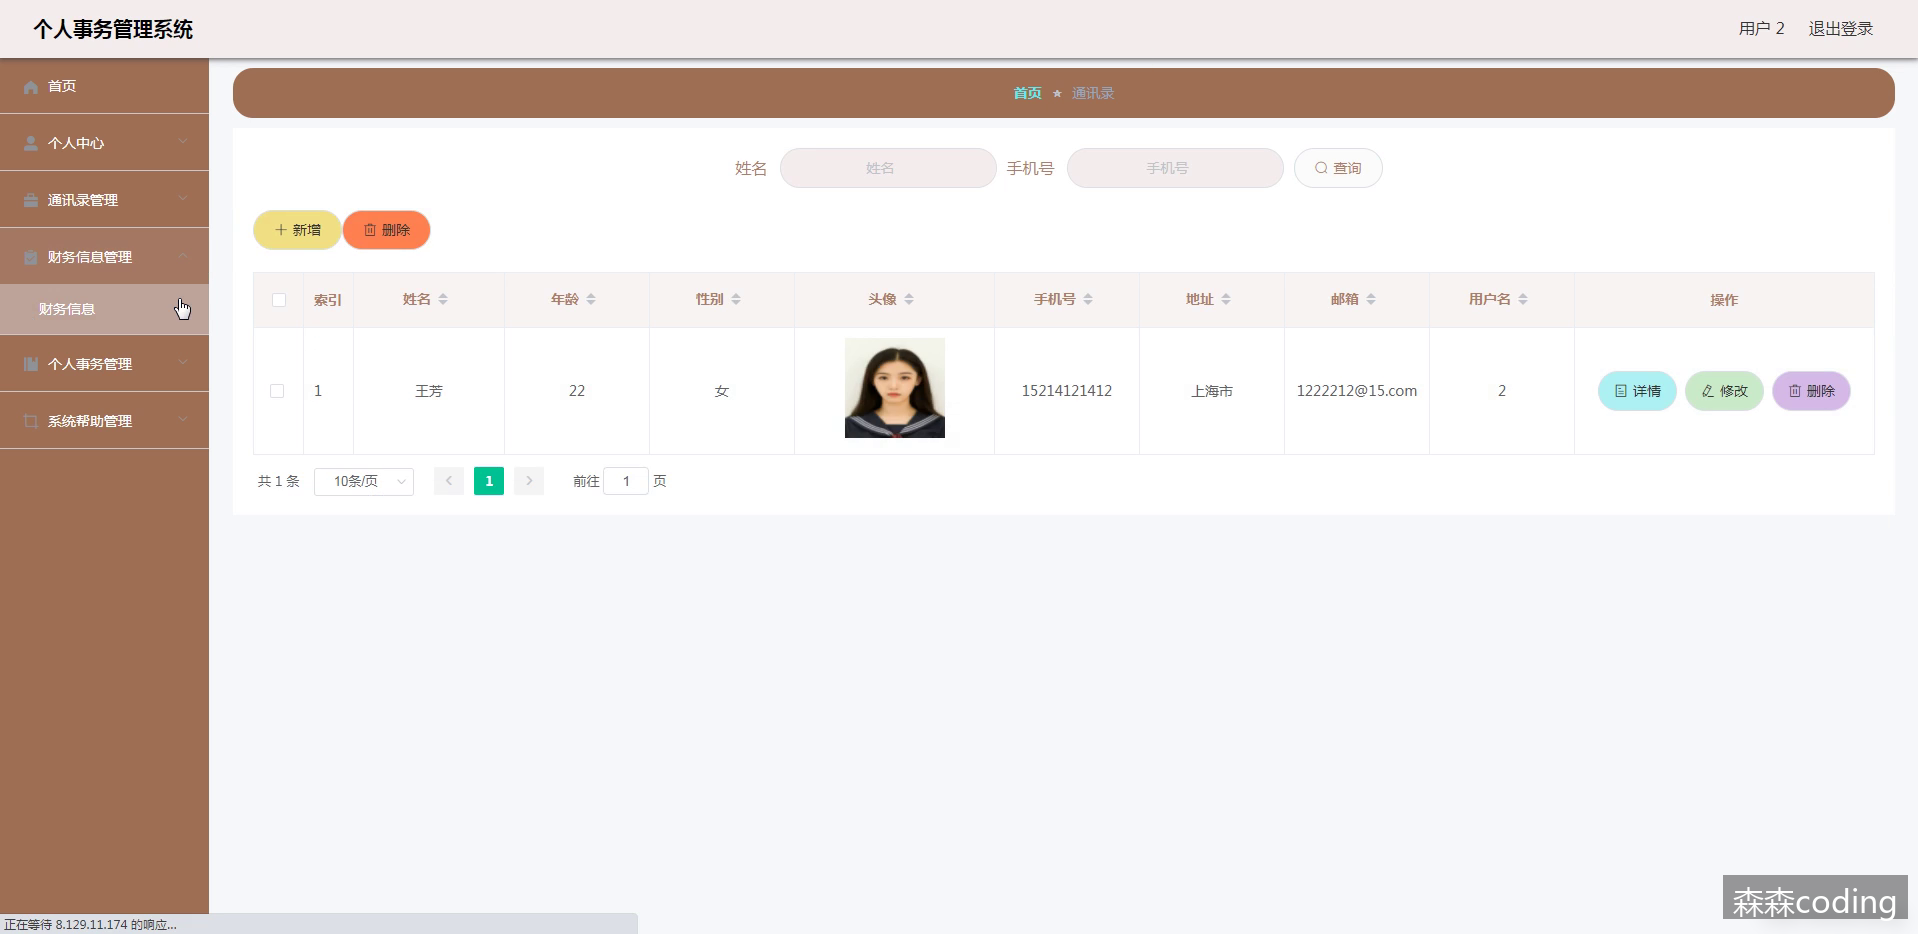 个人事务管理系统
用户 2 退出登录
首页
个人中心
通讯录管理
财务信息管理
财务信息
个人事务管理
系统帮助管理
首页 通讯录
姓名 姓名 手机号 手机号 查询
新增 删除
索引 姓名 年龄 性别 头像 手机号 地址 邮箱 用户名 操作
1 王芳 22 女 15214121412 上海市 1222212@15.com 2 详情 修改 删除
共 1 条 10条/页 1 前往 1 页
森森coding
正在等待 8.129.11.174 的响应...